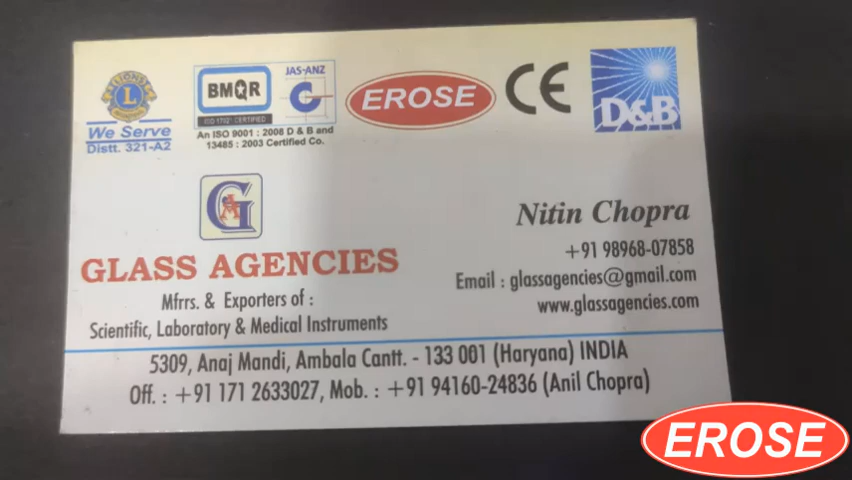 LIONS
L
We Serve
Distt. 321-A2
BMQR
JAS-ANZ
An ISO 9001 : 2008 D & B and
13485 : 2003 Certified Co.
EROSE
CE
D&B
G
GLASS AGENCIES
Mfrrs. & Exporters of :
Scientific, Laboratory & Medical Instruments
Nitin Chopra
+91 98968-07858
Email : glassagencies@gmail.com
www.glassagencies.com
5309, Anaj Mandi, Ambala Cantt. - 133 001 (Haryana) INDIA
Off. : +91 171 2633027, Mob. : +91 94160-24836 (Anil Chopra)
EROSE